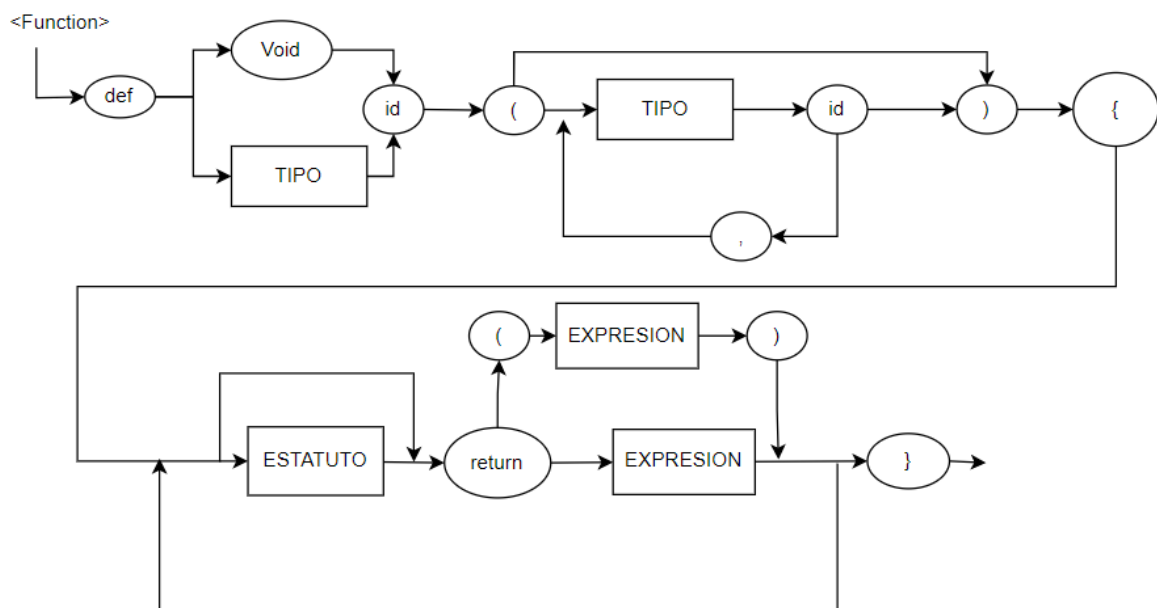 <Function>
def
Void
TIPO
id
(
TIPO
id
,
)
{
ESTATUTO
return
(
EXPRESION
)
EXPRESION
}